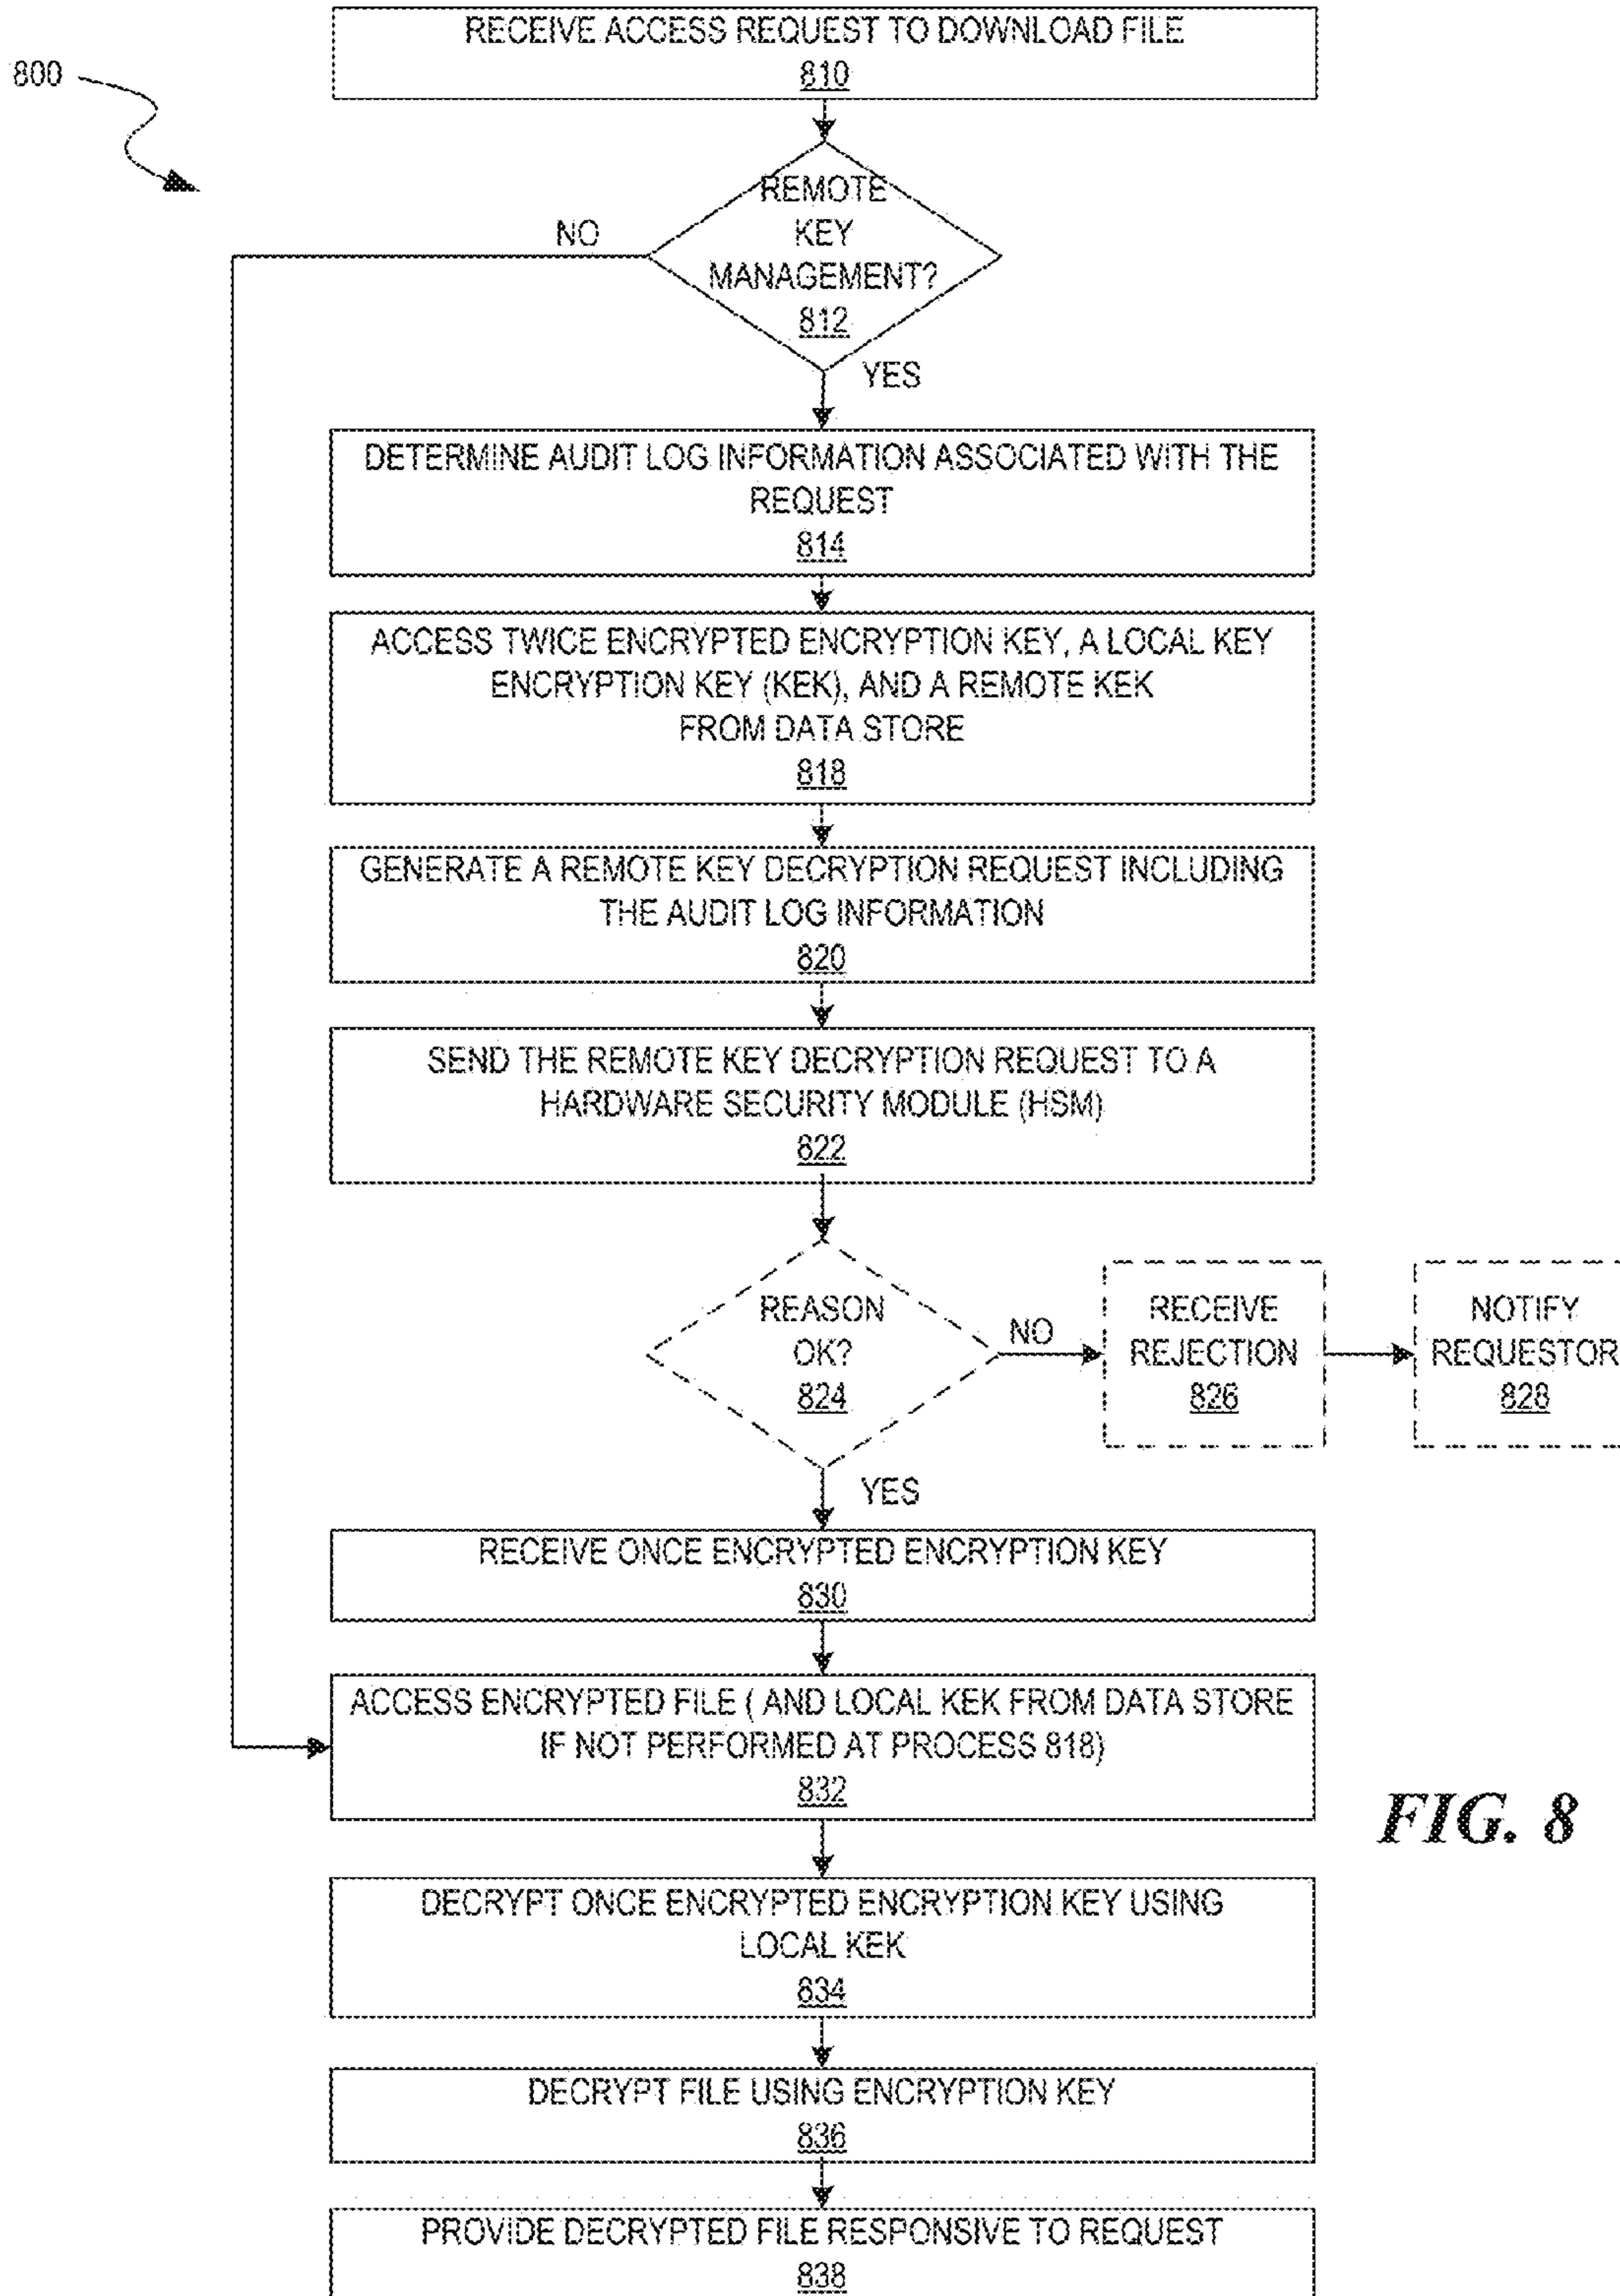 RECEIVE ACCESS REQUEST TO DOWNLOAD FILE
810
800
REMOTE
KEY
MANAGEMENT?
812
NO
YES
DETERMINE AUDIT LOG INFORMATION ASSOCIATED WITH THE
REQUEST
814
ACCESS TWICE ENCRYPTED ENCRYPTION KEY, A LOCAL KEY
ENCRYPTION KEY (KEK), AND A REMOTE KEK
FROM DATA STORE
818
GENERATE A REMOTE KEY DECRYPTION REQUEST INCLUDING
THE AUDIT LOG INFORMATION
820
SEND THE REMOTE KEY DECRYPTION REQUEST TO A
HARDWARE SECURITY MODULE (HSM)
822
REASON
OK?
824
NO
RECEIVE
REJECTION
826
NOTIFY
REQUESTOR
828
YES
RECEIVE ONCE ENCRYPTED ENCRYPTION KEY
830
ACCESS ENCRYPTED FILE ( AND LOCAL KEK FROM DATA STORE
IF NOT PERFORMED AT PROCESS 818)
832
FIG. 8
DECRYPT ONCE ENCRYPTED ENCRYPTION KEY USING
LOCAL KEK
834
DECRYPT FILE USING ENCRYPTION KEY
836
PROVIDE DECRYPTED FILE RESPONSIVE TO REQUEST
838